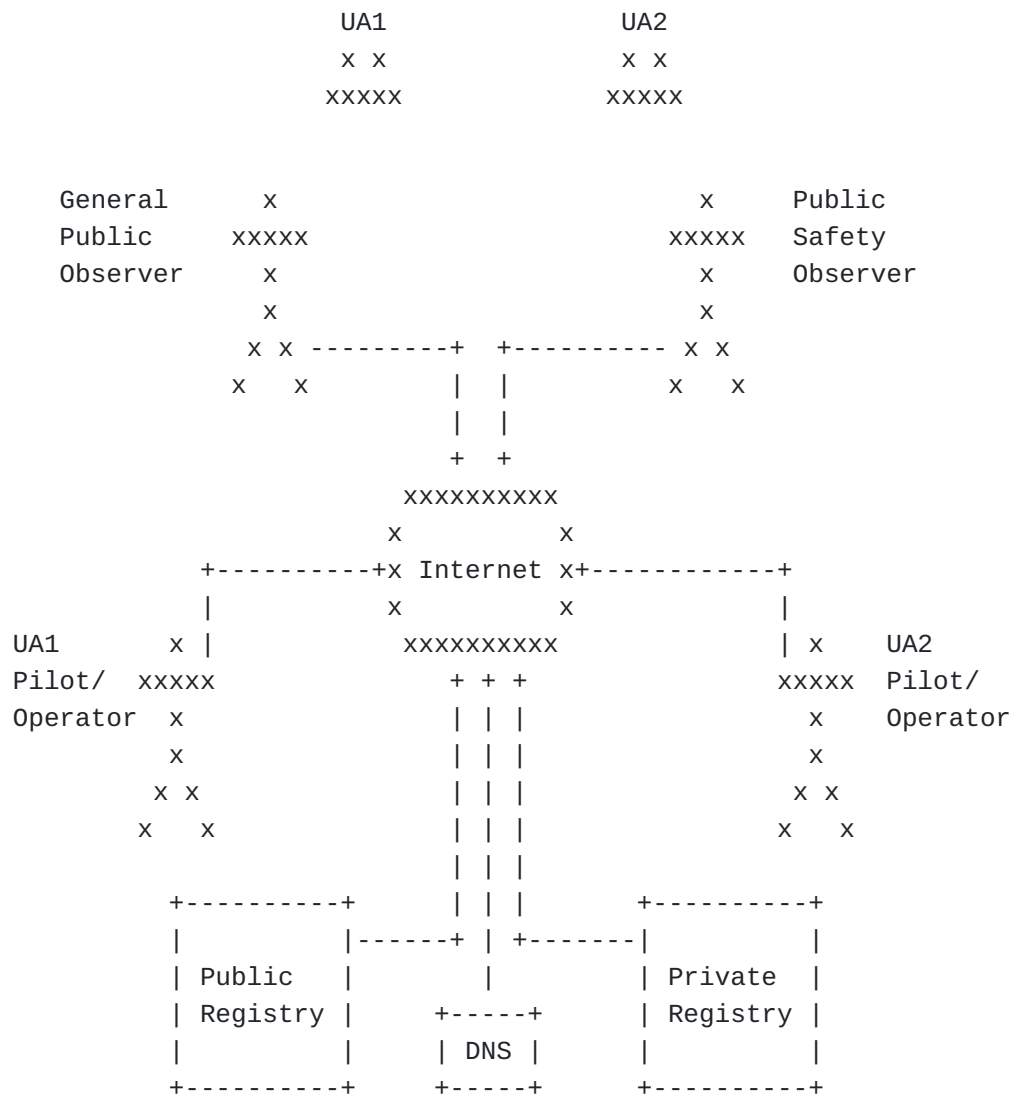 UA1 UA2
General Public
Public Safety
Observer Observer
Internet
UA1 UA2
Pilot/ Pilot/
Operator Operator
Public Private
Registry Registry
DNS